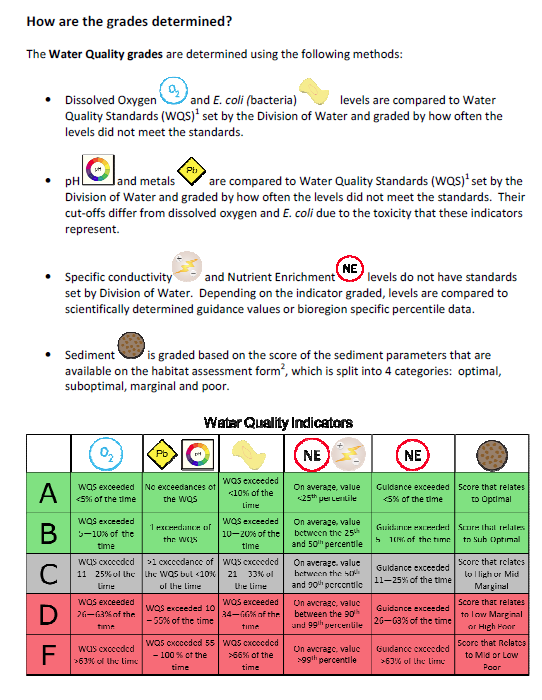 How are the grades determined?
The Water Quality grades are determined using the following methods:
• Dissolved Oxygen O2 and E. coli (bacteria) levels are compared to Water
Quality Standards (WQS)1 set by the Division of Water and graded by how often the
levels did not meet the standards.
• pH pH and metals Pb are compared to Water Quality Standards (WQS)1 set by the
Division of Water and graded by how often the levels did not meet the standards. Their
cut-offs differ from dissolved oxygen and E. coli due to the toxicity that these indicators
represent.
• Specific conductivity and Nutrient Enrichment NE levels do not have standards
set by Division of Water. Depending on the indicator graded, levels are compared to
scientifically determined guidance values or bioregion specific percentile data.
• Sediment is graded based on the score of the sediment parameters that are
available on the habitat assessment form2, which is split into 4 categories: optimal,
suboptimal, marginal and poor.
Water Quality Indicators
O2 Pb pH NE NE
A
WQS exceeded
<5% of the time
No exceedances of
the WQS
WQS exceeded
<10% of the
time
On average, value
<25th percentile
Guidance exceeded
<5% of the time
Score that relates
to Optimal
B
WQS exceeded
5—10% of the
time
1 exceedance of
the WQS
WQS exceeded
10—20% of the
time
On average, value
between the 25th
and 50th percentile
Guidance exceeded
5—10% of the time
Score that relates
to Sub Optimal
C
WQS exceeded
11—25% of the
time
>1 exceedance of
the WQS but <10%
of the time
WQS exceeded
21—33% of
the time
On average, value
between the 50th
and 90th percentile
Guidance exceeded
11—25% of the time
Score that relates
to High or Mid
Marginal
D
WQS exceeded
26—63% of the
time
WQS exceeded 10
—55% of the time
WQS exceeded
34—66% of the
time
On average, value
between the 90th
and 99th percentile
Guidance exceeded
26—63% of the time
Score that relates
to Low Marginal
or High Poor
F
WQS exceeded
>63% of the time
WQS exceeded 55
—100 % of the
time
WQS exceeded
>66% of the
time
On average, value
>99th percentile
Guidance exceeded
>63% of the time
Score that Relates
to Mid or Low
Poor